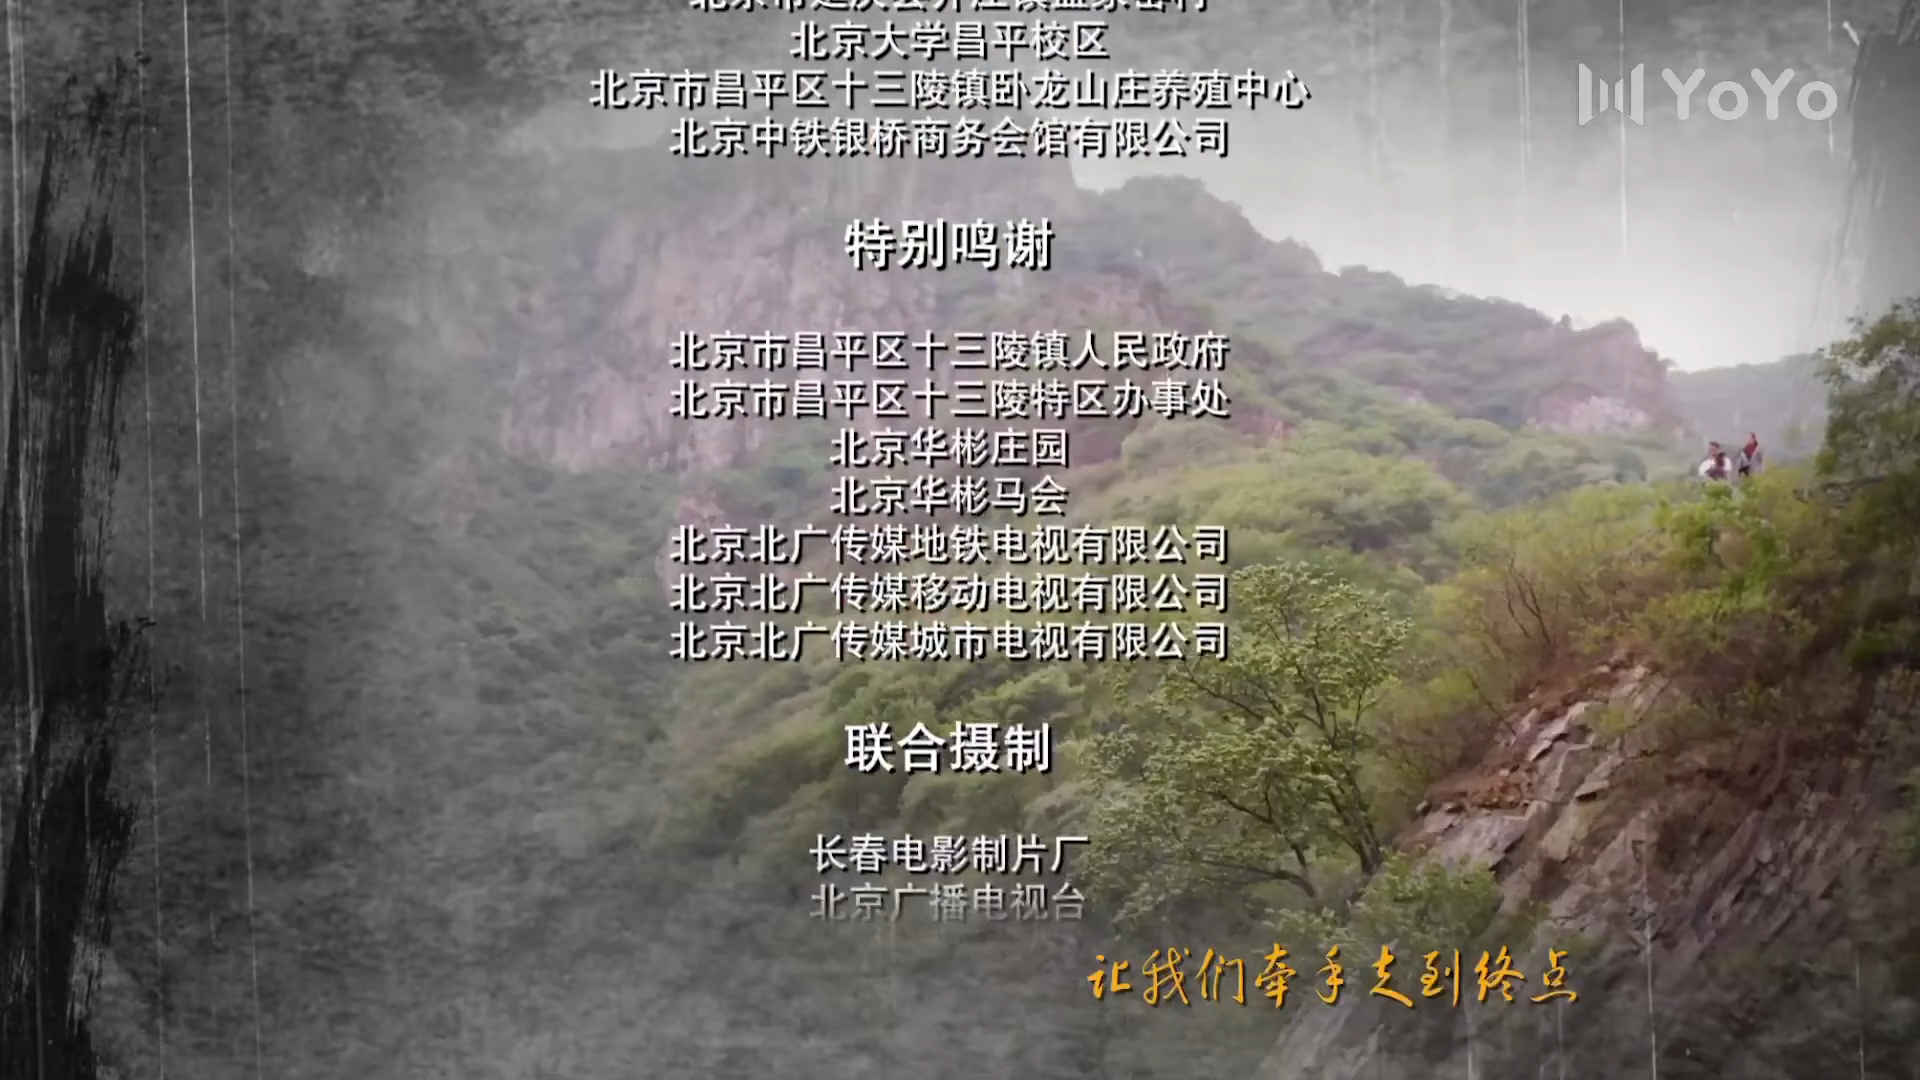 北京大学昌平校区
北京市昌平区十三陵镇卧龙山庄养殖中心
北京中铁银桥商务会馆有限公司
YOYO
特别鸣谢
北京市昌平区十三陵镇人民政府
北京市昌平区十三陵特区办事处
北京华彬庄园
北京华彬马会
北京北广传媒地铁电视有限公司
北京北广传媒移动电视有限公司
北京北广传媒城市电视有限公司
联合摄制
长春电影制片厂
北京广播电视台
让我们牵手走到终点